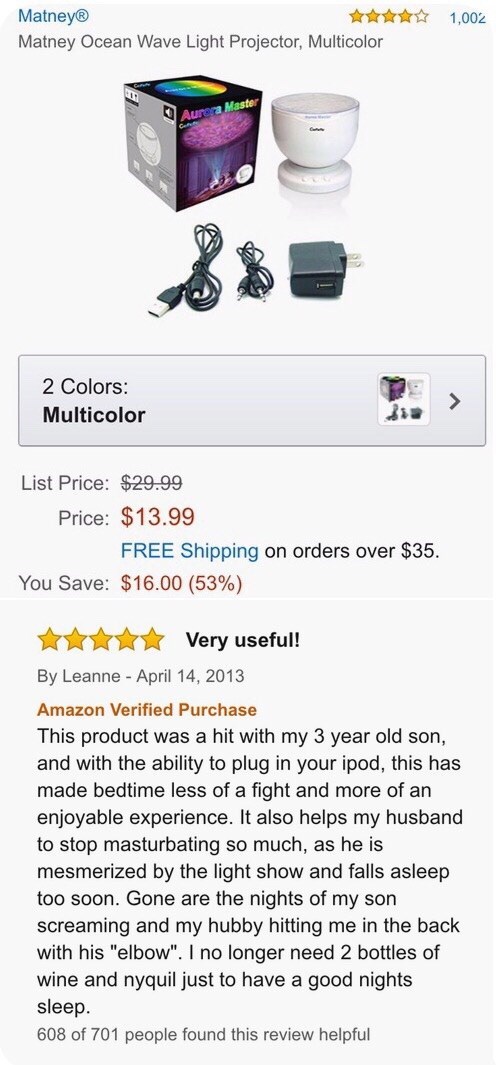 Matney®
1,002
Matney Ocean Wave Light Projector, Multicolor
Aurora Master
2 Colors:
Multicolor
List Price: $29.99
Price: $13.99
FREE Shipping on orders over $35.
You Save: $16.00 (53%)
Very useful!
By Leanne - April 14, 2013
Amazon Verified Purchase
This product was a hit with my 3 year old son,
and with the ability to plug in your ipod, this has
made bedtime less of a fight and more of an
enjoyable experience. It also helps my husband
to stop masturbating so much, as he is
mesmerized by the light show and falls asleep
too soon. Gone are the nights of my son
screaming and my hubby hitting me in the back
with his "elbow". I no longer need 2 bottles of
wine and nyquil just to have a good nights
sleep.
608 of 701 people found this review helpful